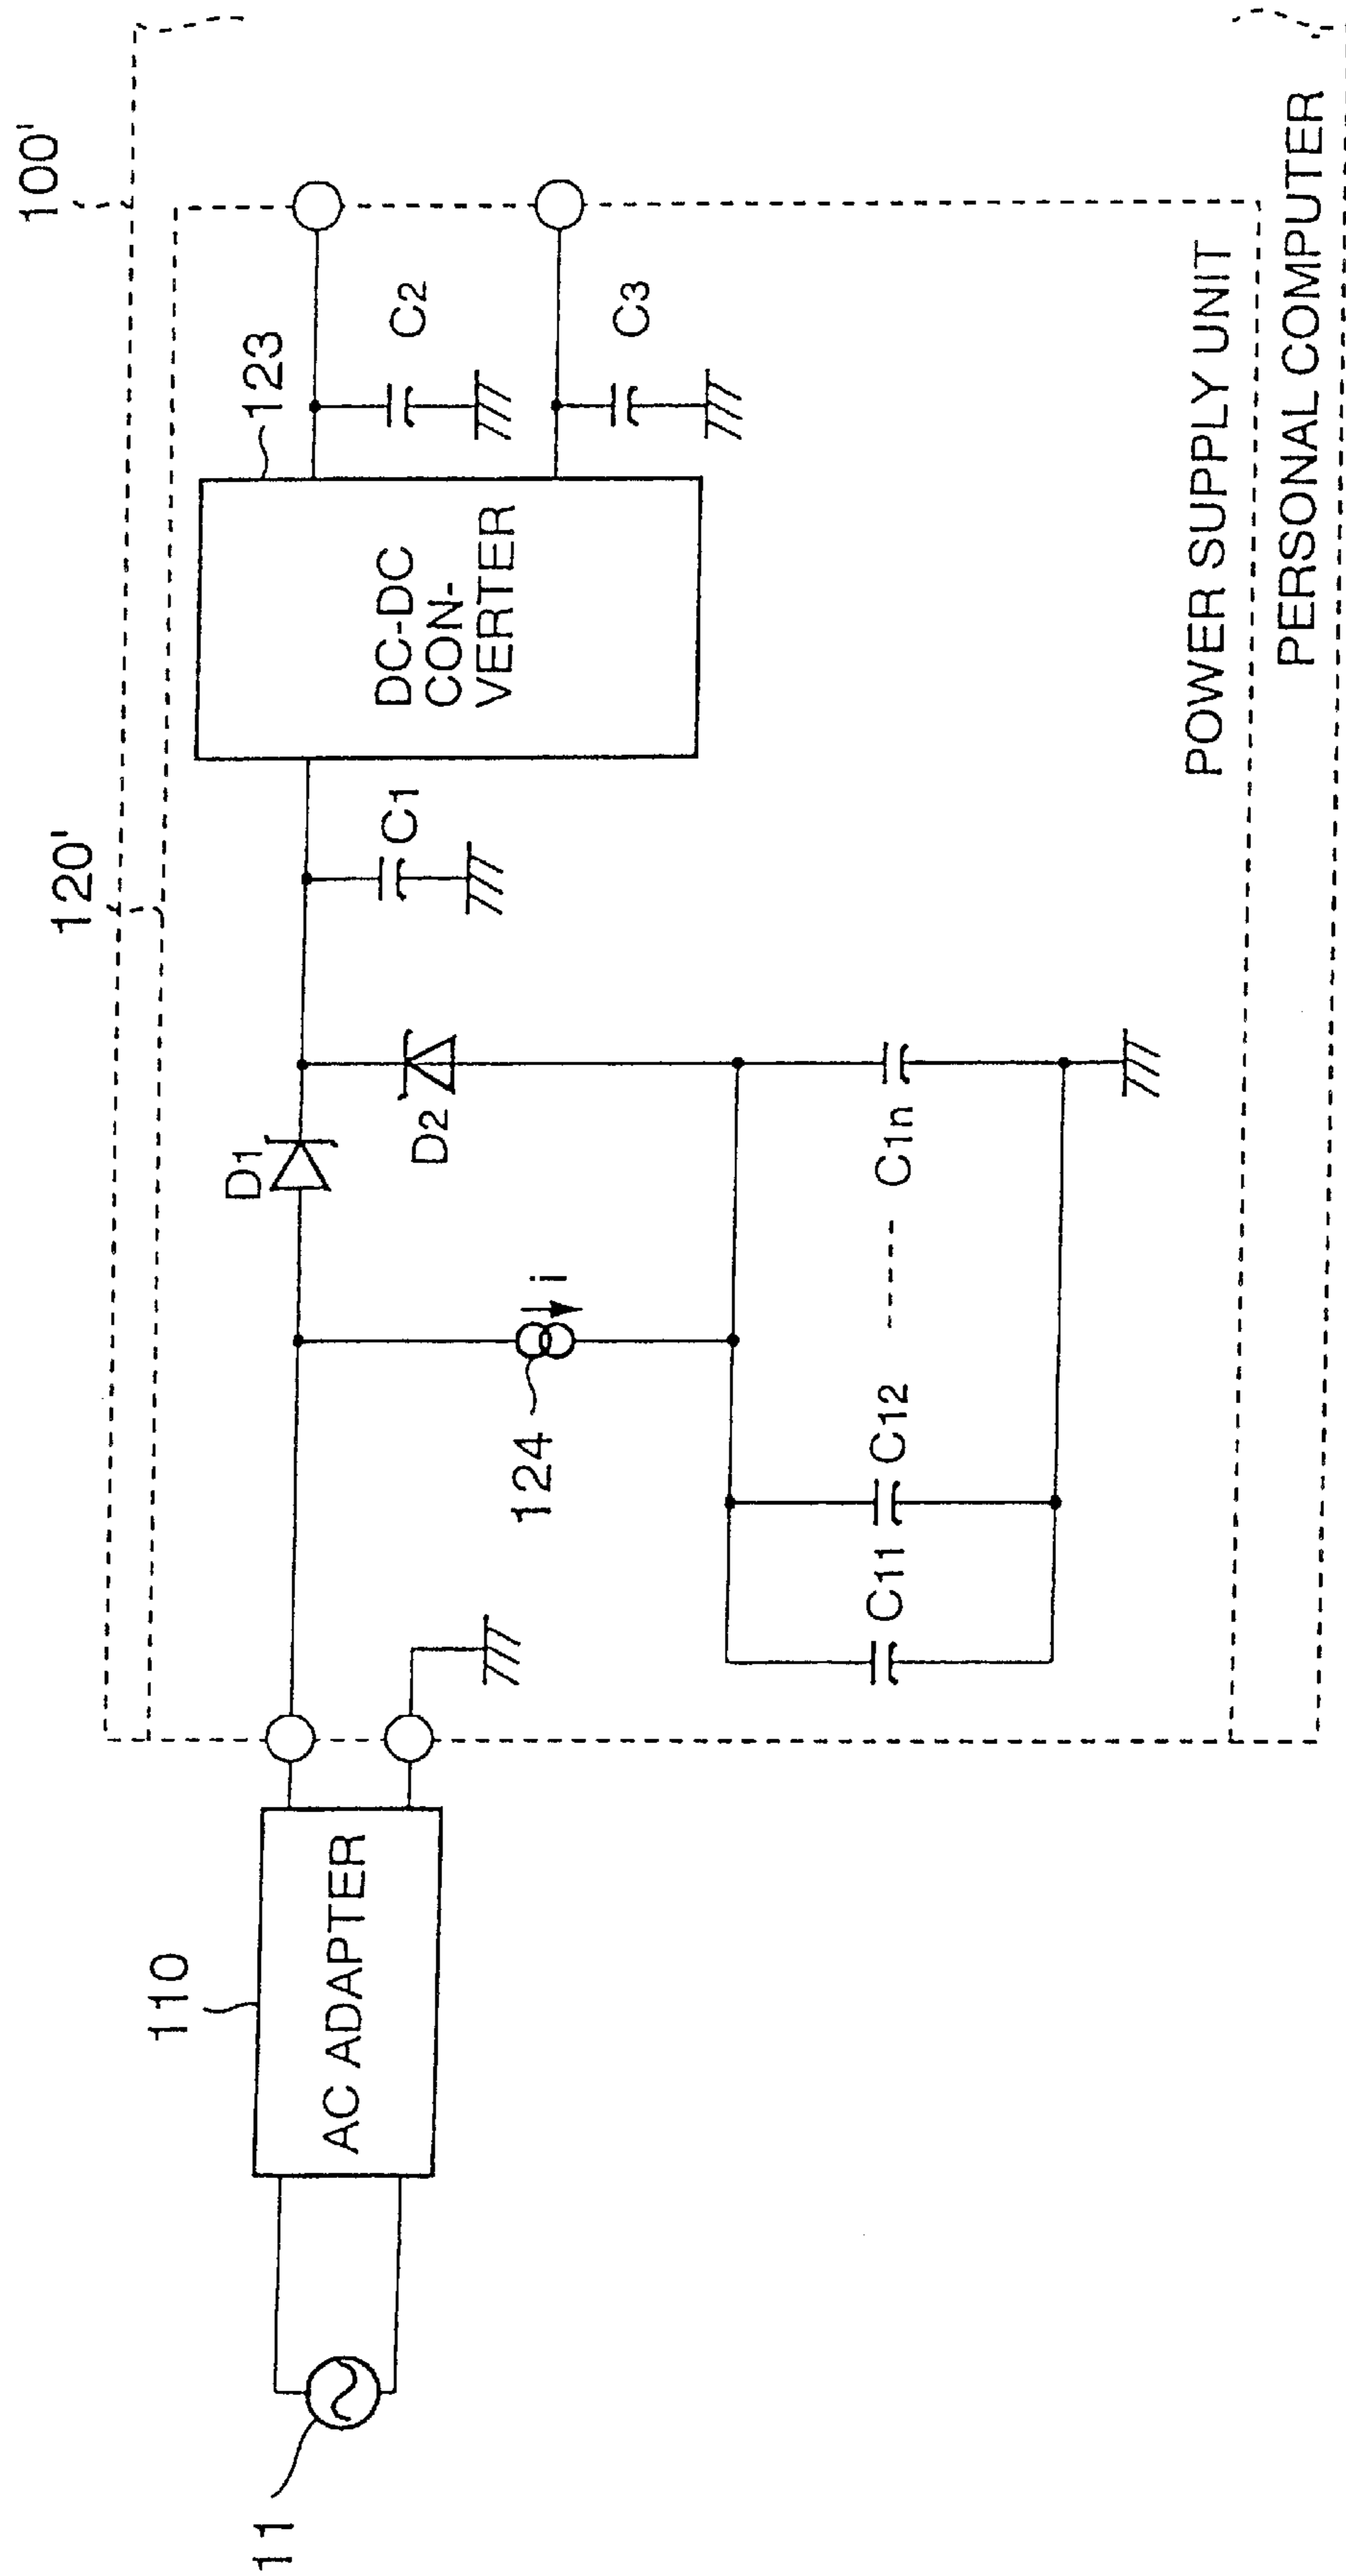 100'
120'
123
C2
C3
DC-DC
CON-
VERTER
C1
D1
D2
i
124
C11
C12
C1n
110
AC ADAPTER
11
POWER SUPPLY UNIT
PERSONAL COMPUTER